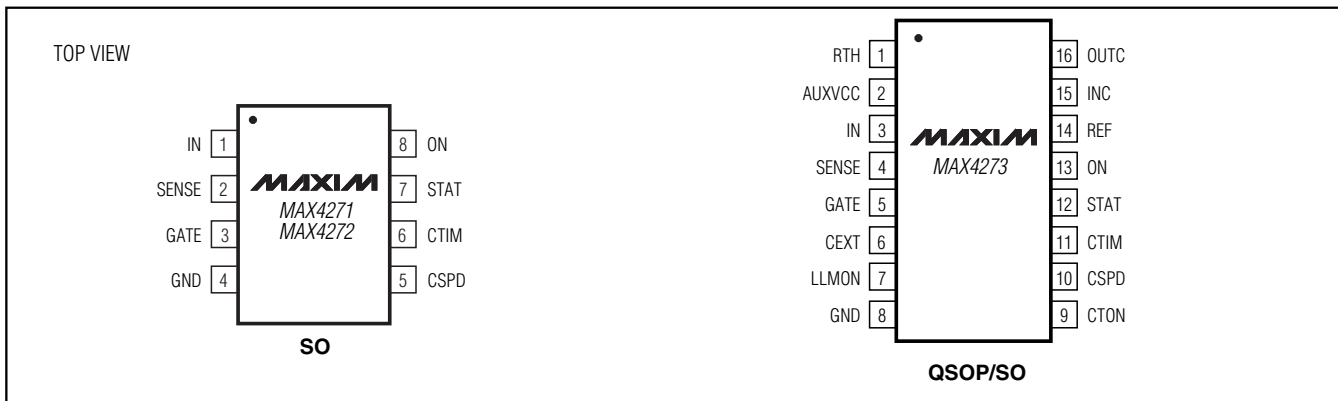 TOP VIEW
IN 1
SENSE 2
GATE 3
GND 4
MAXIM
MAX4271
MAX4272
8 ON
7 STAT
6 CTIM
5 CSPD
SO
RTH 1
AUXVCC 2
IN 3
SENSE 4
GATE 5
CEXT 6
LLMON 7
GND 8
MAXIM
MAX4273
16 OUTC
15 INC
14 REF
13 ON
12 STAT
11 CTIM
10 CSPD
9 CTON
QSOP/SO